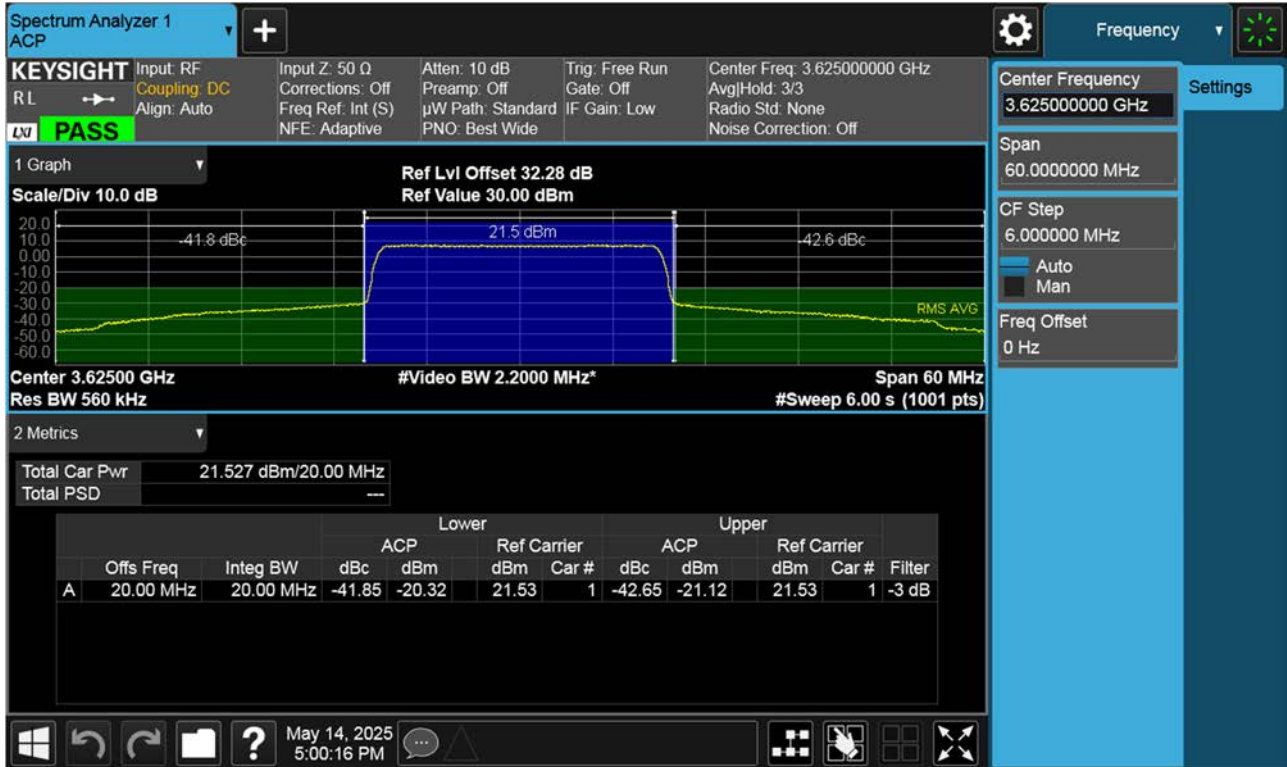 Spectrum Analyzer 1
ACP
Frequency
KEYSIGHT
RL
LXI
PASS
Input: RF
Coupling: DC
Align: Auto
Input Z: 50 Ω
Corrections: Off
Freq Ref: Int (S)
NFE: Adaptive
Atten: 10 dB
Preamp: Off
µW Path: Standard
PNO: Best Wide
Trig: Free Run
Gate: Off
IF Gain: Low
Center Freq: 3.625000000 GHz
Avg|Hold: 3/3
Radio Std: None
Noise Correction: Off
1 Graph
Scale/Div 10.0 dB
Ref Lvl Offset 32.28 dB
Ref Value 30.00 dBm
20.0
10.0
0.00
-10.0
-20.0
-30.0
-40.0
-50.0
-60.0
-41.8 dBc
21.5 dBm
-42.6 dBc
RMS AVG
Center 3.62500 GHz #Video BW 2.2000 MHz* Span 60 MHz
Res BW 560 kHz #Sweep 6.00 s (1001 pts)
2 Metrics
Total Car Pwr 21.527 dBm/20.00 MHz
Total PSD ---
Lower Upper
ACP Ref Carrier ACP Ref Carrier
Offs Freq Integ BW dBc dBm dBm Car # dBc dBm dBm Car # Filter
A 20.00 MHz 20.00 MHz -41.85 -20.32 21.53 1 -42.65 -21.12 21.53 1 -3 dB
May 14, 2025
5:00:16 PM
Center Frequency
3.625000000 GHz
Span
60.0000000 MHz
CF Step
6.000000 MHz
Auto
Man
Freq Offset
0 Hz
Settings